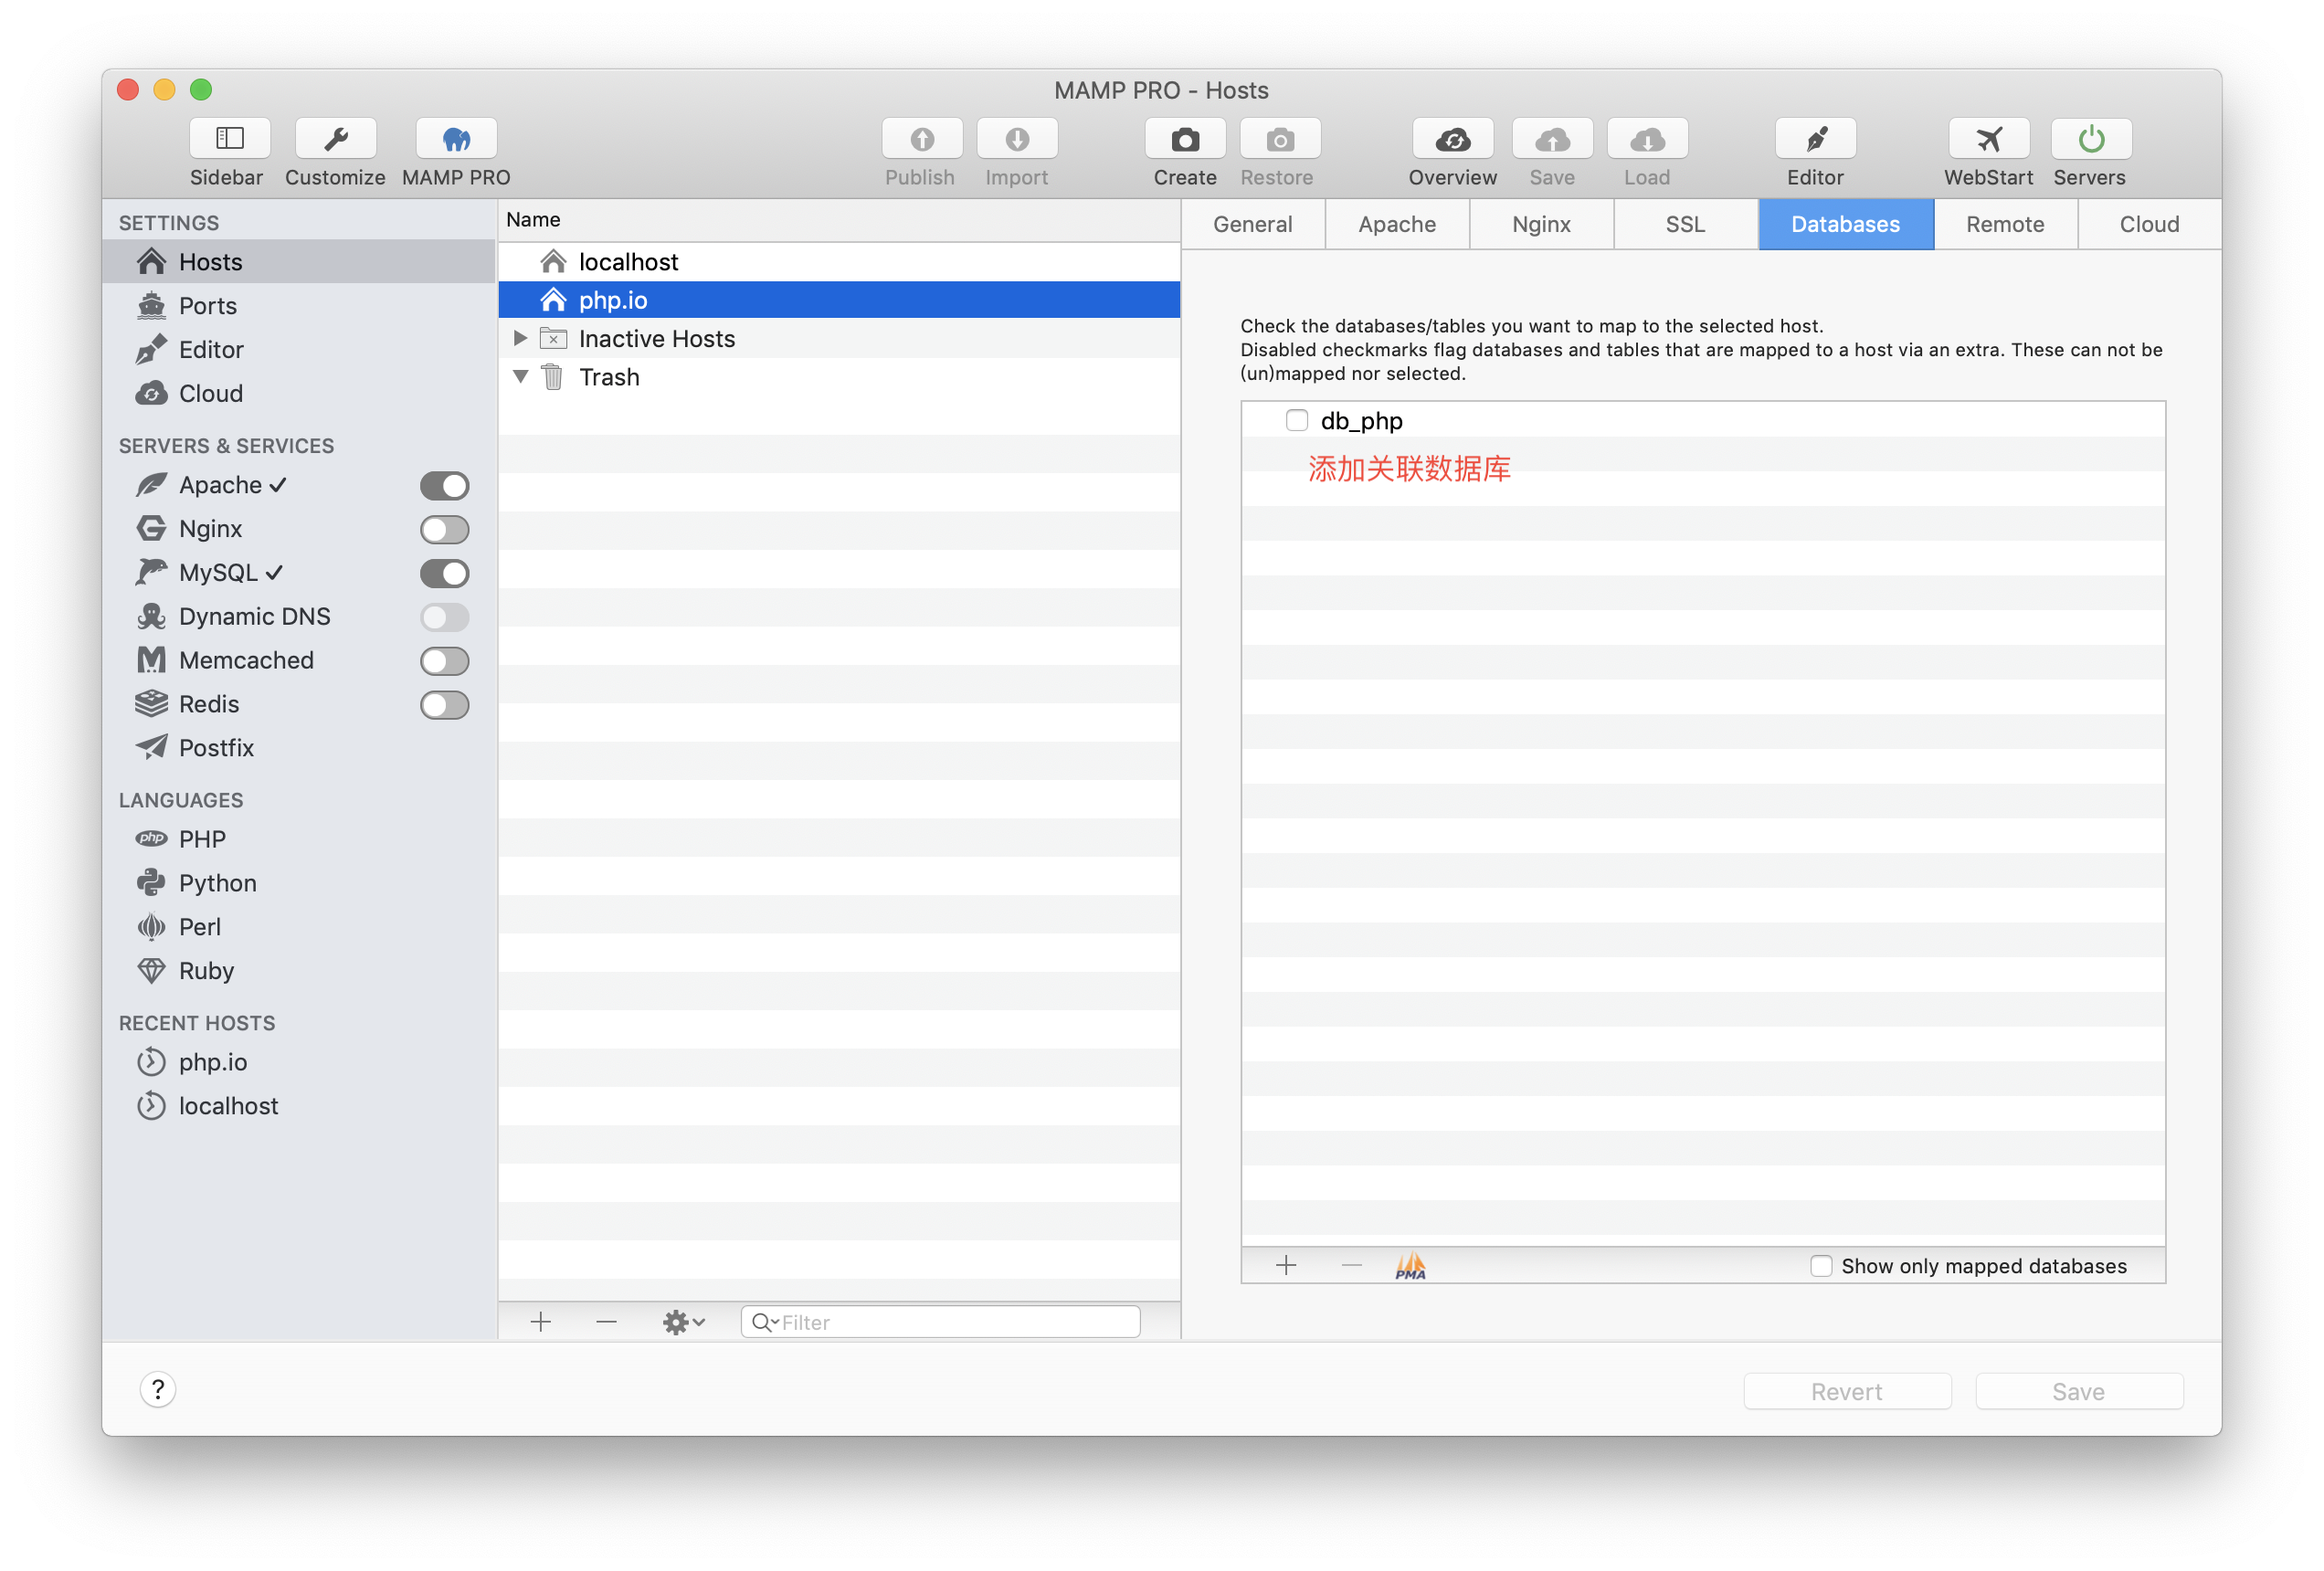 MAMP PRO - Hosts
Sidebar
Customize
MAMP PRO
Publish
Import
Create
Restore
Overview
Save
Load
Editor
WebStart
Servers
SETTINGS
Hosts
Ports
Editor
Cloud
SERVERS & SERVICES
Apache ✓
Nginx
MySQL ✓
Dynamic DNS
Memcached
Redis
Postfix
LANGUAGES
php PHP
Python
Perl
Ruby
RECENT HOSTS
php.io
localhost
Name
localhost
php.io
Inactive Hosts
Trash
Filter
General
Apache
Nginx
SSL
Databases
Remote
Cloud
Check the databases/tables you want to map to the selected host.
Disabled checkmarks flag databases and tables that are mapped to a host via an extra. These can not be
(un)mapped nor selected.
db_php
添加关联数据库
PMA
Show only mapped databases
?
Revert
Save